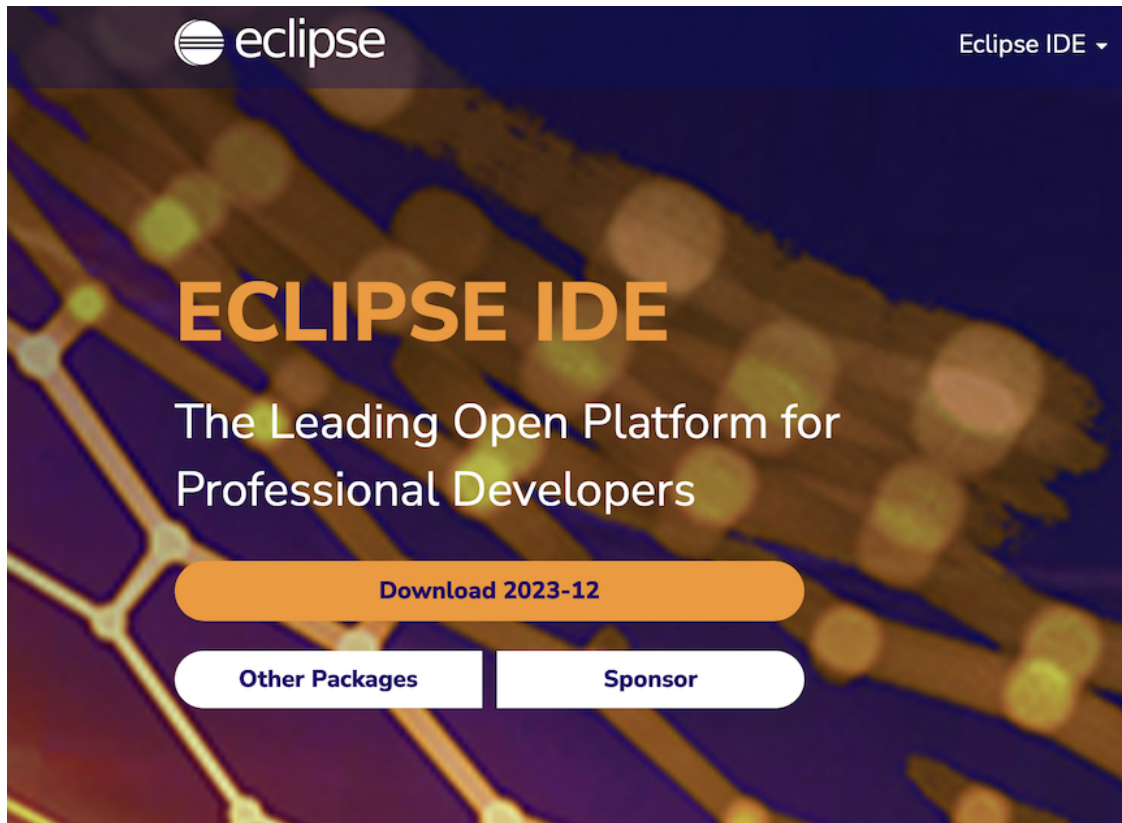 eclipse
Eclipse IDE
ECLIPSE IDE
The Leading Open Platform for
Professional Developers
Download 2023-12
Other Packages
Sponsor